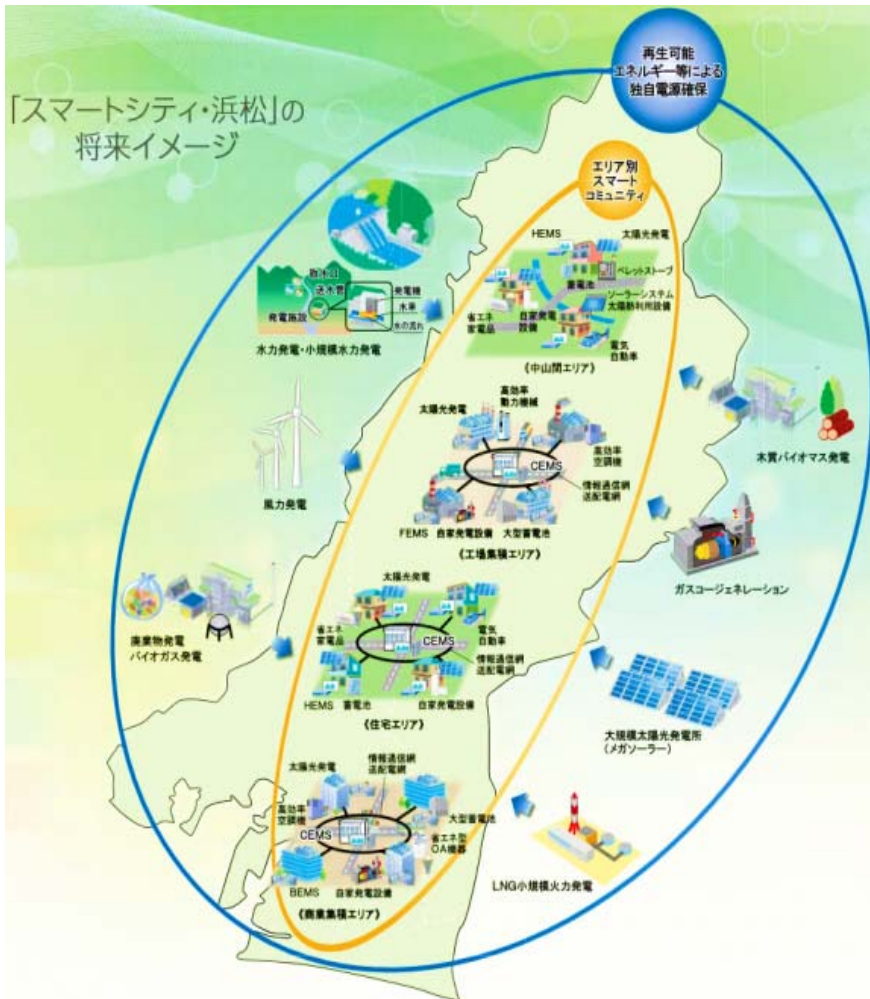 「スマートシティ・浜松」の
将来イメージ
再生可能
エネルギー等による
独自電源確保
エリア別
スマート
コミュニティ
取水口
送水管
発電施設
発電機
水車
水の流れ
水力発電・小規模水力発電
風力発電
廃棄物発電
バイオガス発電
HEMS
太陽光発電
ペレットストーブ
蓄電池
ソーラーシステム
太陽熱利用設備
省エネ
家電品
自家発電
設備
電気
自動車
《中山間エリア》
太陽光発電
高効率
動力機械
高効率
空調機
CEMS
情報通信網
送配電網
FEMS
自家発電設備
大型蓄電池
《工場集積エリア》
太陽光発電
省エネ
家電品
CEMS
電気
自動車
情報通信網
送配電網
HEMS
蓄電池
自家発電設備
《住宅エリア》
太陽光発電
情報通信網
送配電網
高効率
空調機
CEMS
大型蓄電池
省エネ型
OA機器
BEMS
自家発電設備
《商業集積エリア》
木質バイオマス発電
ガスコージェネレーション
大規模太陽光発電所
(メガソーラー)
LNG小規模火力発電